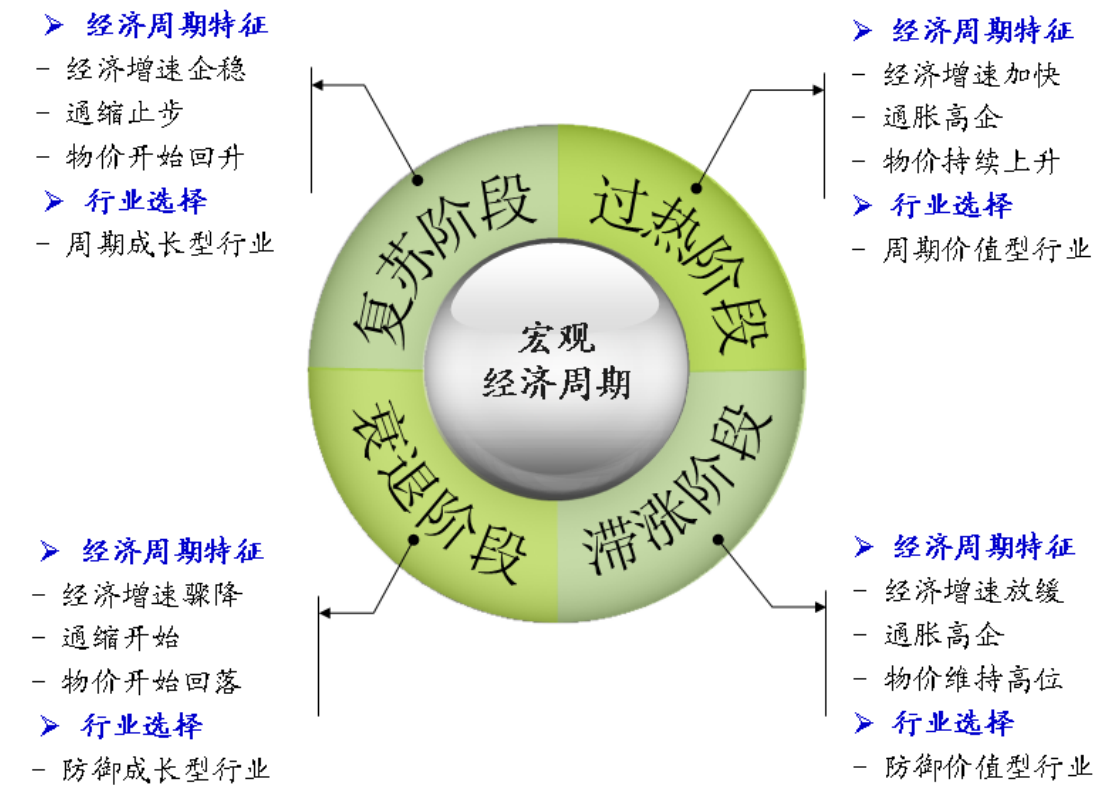 ➢ 经济周期特征
- 经济增速企稳
- 通缩止步
- 物价开始回升
➢ 行业选择
- 周期成长型行业
➢ 经济周期特征
- 经济增速加快
- 通胀高企
- 物价持续上升
➢ 行业选择
- 周期价值型行业
复苏阶段
过热阶段
宏观
经济周期
衰退阶段
滞涨阶段
➢ 经济周期特征
- 经济增速骤降
- 通缩开始
- 物价开始回落
➢ 行业选择
- 防御成长型行业
➢ 经济周期特征
- 经济增速放缓
- 通胀高企
- 物价维持高位
➢ 行业选择
- 防御价值型行业